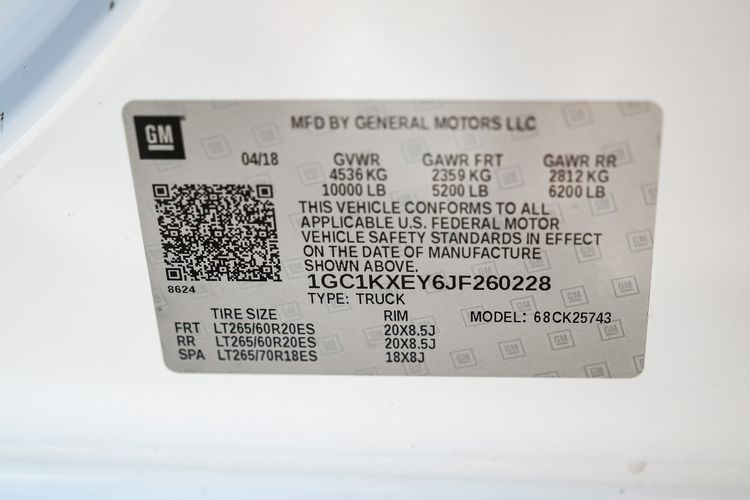 GM
MFD BY GENERAL MOTORS LLC
04/18 GVWR GAWR FRT GAWR RR
4536 KG 2359 KG 2812 KG
10000 LB 5200 LB 6200 LB
THIS VEHICLE CONFORMS TO ALL
APPLICABLE U.S. FEDERAL MOTOR
VEHICLE SAFETY STANDARDS IN EFFECT
ON THE DATE OF MANUFACTURE
SHOWN ABOVE.
8624
1GC1KXEY6JF260228
TYPE: TRUCK
TIRE SIZE RIM MODEL: 68CK25743
FRT LT265/60R20ES 20X8.5J
RR LT265/60R20ES 20X8.5J
SPA LT265/70R18ES 18X8J